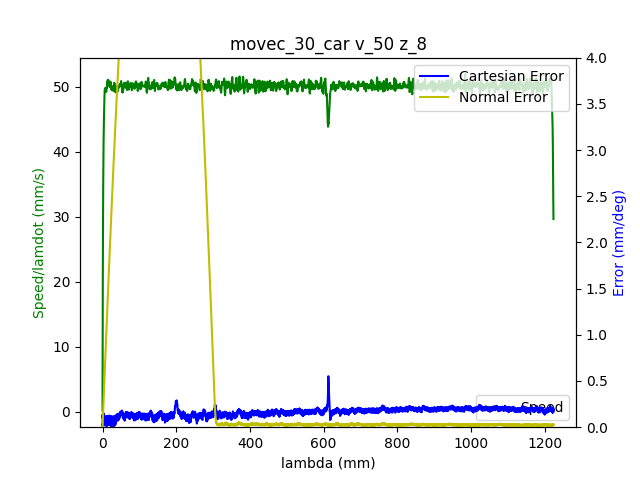 movec_30_car v_50 z_8
Cartesian Error
Normal Error
Speed
Speed/lamdot (mm/s)
50
40
30
20
10
0
4.0
3.5
3.0
2.5
2.0
1.5
1.0
0.5
0.0
Error (mm/deg)
0 200 400 600 800 1000 1200
lambda (mm)